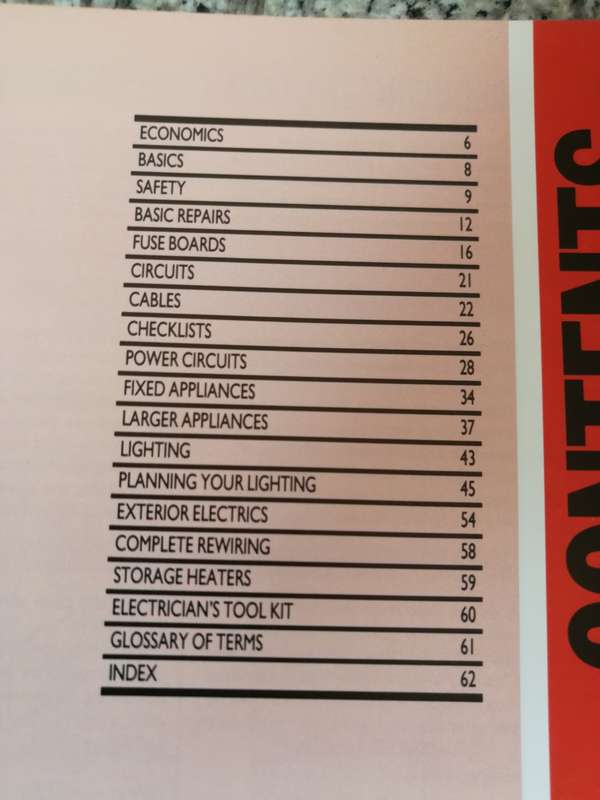 ECONOMICS 6
BASICS 8
SAFETY 9
BASIC REPAIRS 12
FUSE BOARDS 16
CIRCUITS 21
CABLES 22
CHECKLISTS 26
POWER CIRCUITS 28
FIXED APPLIANCES 34
LARGER APPLIANCES 37
LIGHTING 43
PLANNING YOUR LIGHTING 45
EXTERIOR ELECTRICS 54
COMPLETE REWIRING 58
STORAGE HEATERS 59
ELECTRICIAN'S TOOL KIT 60
GLOSSARY OF TERMS 61
INDEX 62
CONTENTS